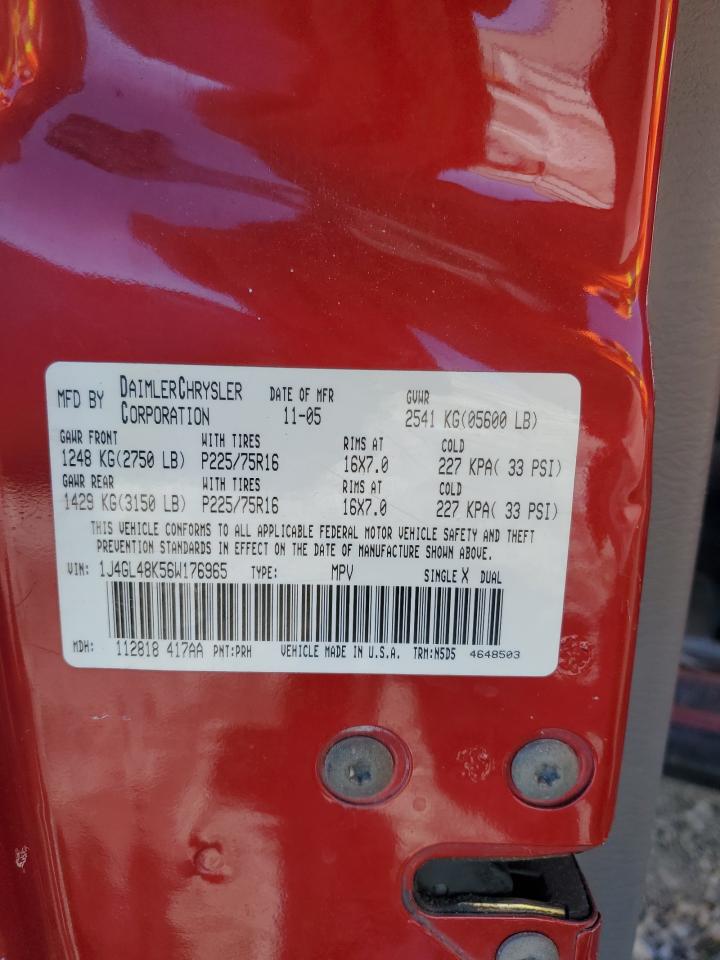 MFD BY DAIMLERCHRYSLER CORPORATION DATE OF MFR 11-05 GVWR 2541 KG(05600 LB)
GAWR FRONT WITH TIRES RIMS AT COLD
1248 KG(2750 LB) P225/75R16 16X7.0 227 KPA( 33 PSI)
GAWR REAR WITH TIRES RIMS AT COLD
1429 KG(3150 LB) P225/75R16 16X7.0 227 KPA( 33 PSI)
THIS VEHICLE CONFORMS TO ALL APPLICABLE FEDERAL MOTOR VEHICLE SAFETY AND THEFT
PREVENTION STANDARDS IN EFFECT ON THE DATE OF MANUFACTURE SHOWN ABOVE.
VIN: 1J4GL48K56W176965 TYPE: MPV SINGLE X DUAL
MDH: 112818 417AA PNT:PRH VEHICLE MADE IN U.S.A. TRM:N5D5 4648503